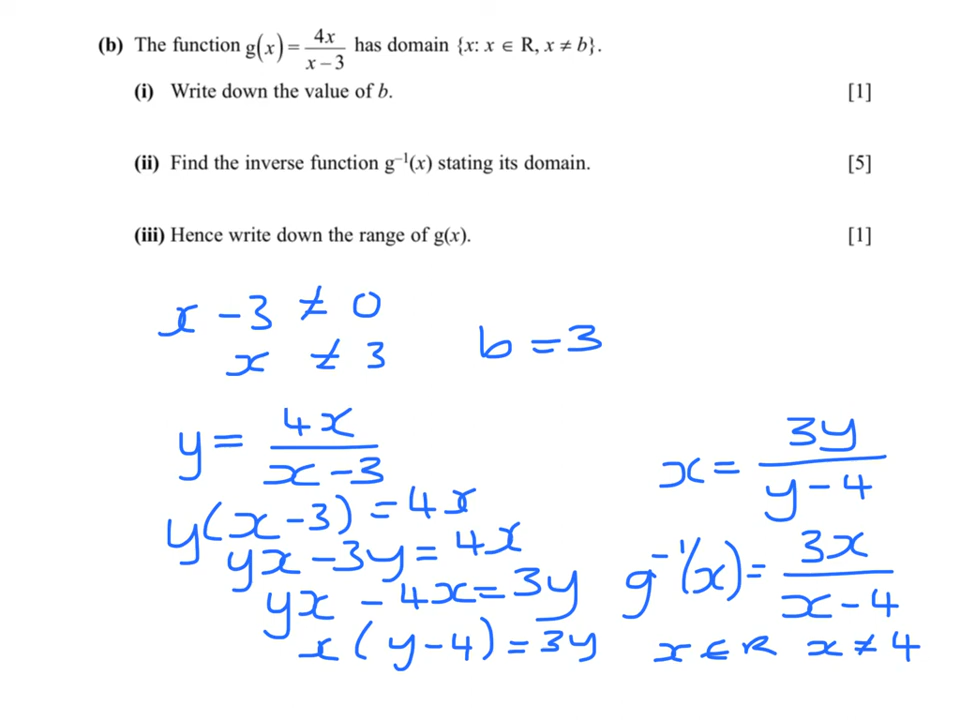 (b) The function g(x) = 4x/(x − 3) has domain {x: x ∈ R, x ≠ b}.
(i) Write down the value of b. [1]
(ii) Find the inverse function g⁻¹(x) stating its domain. [5]
(iii) Hence write down the range of g(x). [1]
x − 3 ≠ 0
x ≠ 3
b = 3
y = 4x/(x − 3)
y(x − 3) = 4x
yx − 3y = 4x
yx − 4x = 3y
x(y − 4) = 3y
x = 3y/(y − 4)
g⁻¹(x) = 3x/(x − 4)
x ∈ R x ≠ 4